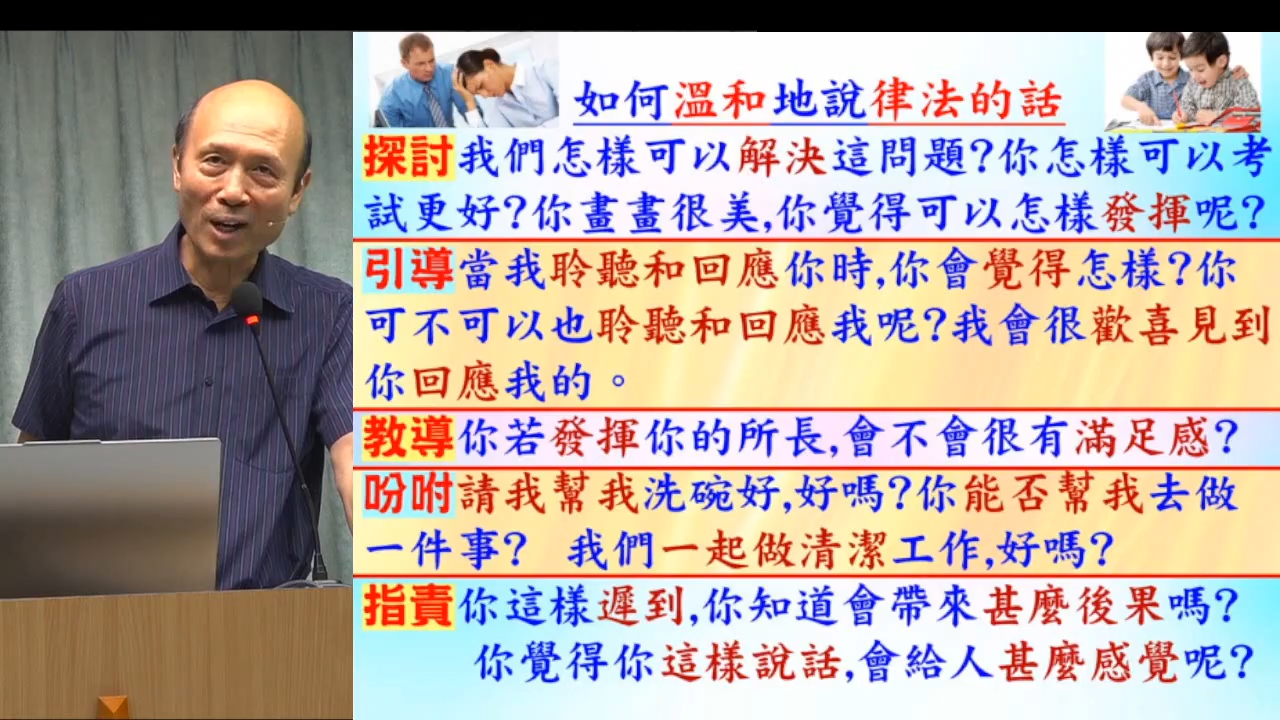 如何溫和地說律法的話
探討我們怎樣可以解決這問題?你怎樣可以考
試更好?你畫畫很美,你覺得可以怎樣發揮呢?
引導當我聆聽和回應你時,你會覺得怎樣?你
可不可以也聆聽和回應我呢?我會很歡喜見到
你回應我的。
教導你若發揮你的所長,會不會很有滿足感?
吩咐請我幫我洗碗好,好嗎?你能否幫我去做
一件事? 我們一起做清潔工作,好嗎?
指責你這樣遲到,你知道會帶來甚麼後果嗎?
你覺得你這樣說話,會給人甚麼感覺呢?